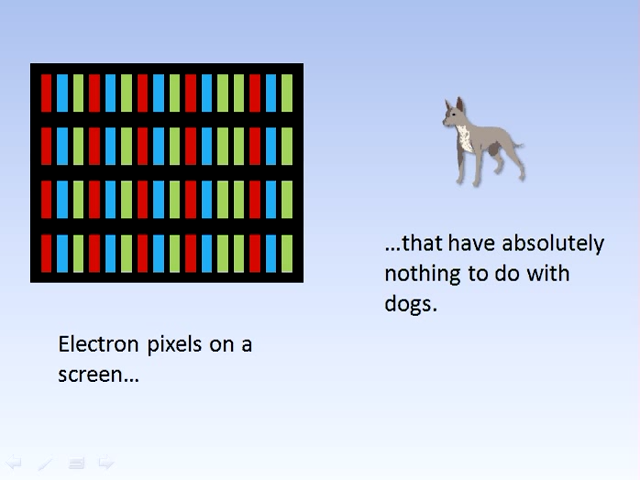 Electron pixels on a
screen...
...that have absolutely
nothing to do with
dogs.